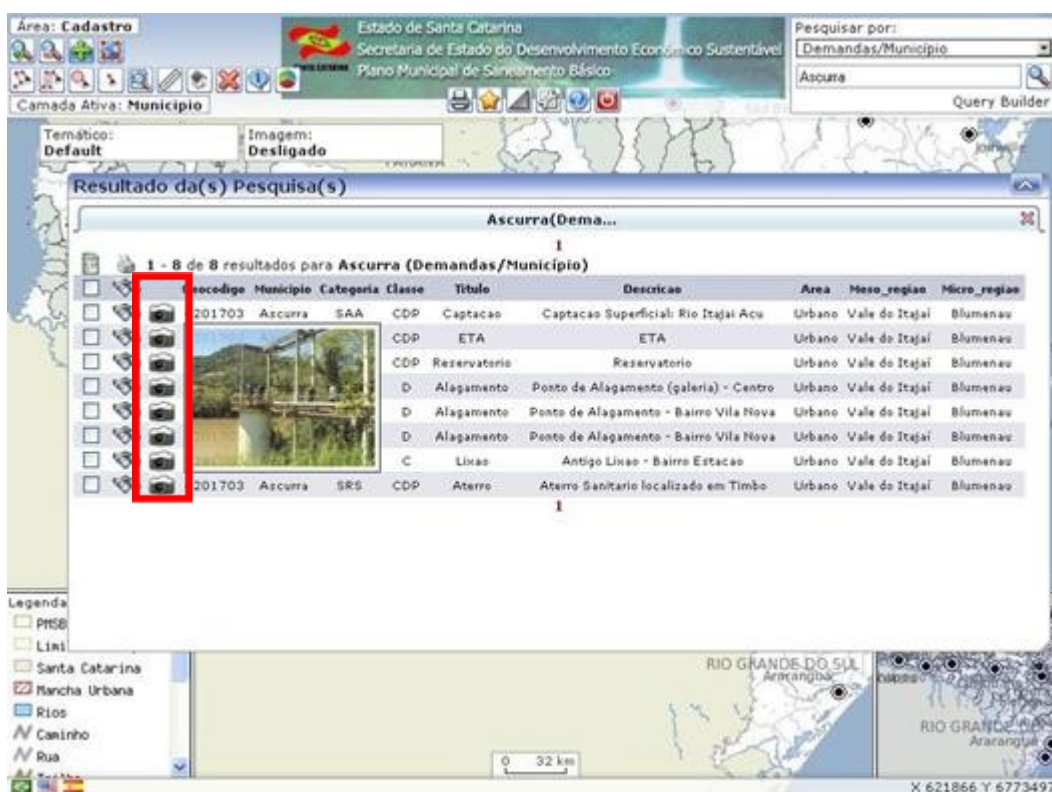 Área: Cadastro
Estado de Santa Catarina
Secretaria de Estado do Desenvolvimento Econômico Sustentável
Plano Municipal de Saneamento Básico
Pesquisar por:
Demandas/Município
Ascurra
Query Builder
Camada Ativa: Municipio
Temático:
Default
Imagem:
Desligado
Resultado da(s) Pesquisa(s)
Ascurra(Dema...
1
1 - 8 de 8 resultados para Ascurra (Demandas/Município)
Municipio Categoria Classe Titulo Descricao Area Meso_regiao Micro_regiao
201703 Ascurra SAA CDP Captacao Captacao Superficial: Rio Itajai Acu Urbano Vale do Itajaí Blumenau
CDP ETA ETA Urbano Vale do Itajaí Blumenau
CDP Reservatorio Reservatorio Urbano Vale do Itajaí Blumenau
D Alagamento Ponto de Alagamento (galeria) - Centro Urbano Vale do Itajaí Blumenau
D Alagamento Ponto de Alagamento - Bairro Vila Nova Urbano Vale do Itajaí Blumenau
D Alagamento Ponto de Alagamento - Bairro Vila Nova Urbano Vale do Itajaí Blumenau
C Lixao Antigo Lixao - Bairro Estacao Urbano Vale do Itajaí Blumenau
201703 Ascurra SRS CDP Aterro Aterro Sanitario localizado em Timbo Urbano Vale do Itajaí Blumenau
1
Legenda
PMSB
Limi
Santa Catarina
Mancha Urbana
Rios
Caminho
Rua
RIO GRANDE DO SUL
Araranguá
RIO GRANDE
0 32 km
X 621866 Y 6773497